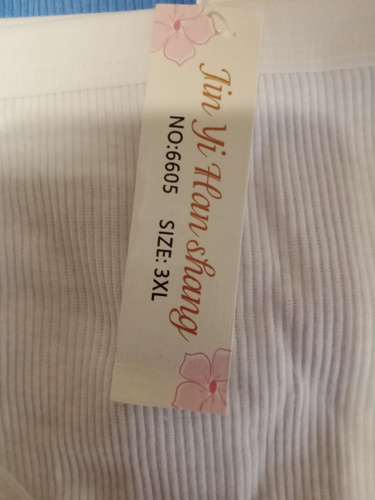 Jin Yi Han shang
NO:6605 SIZE: 3XL